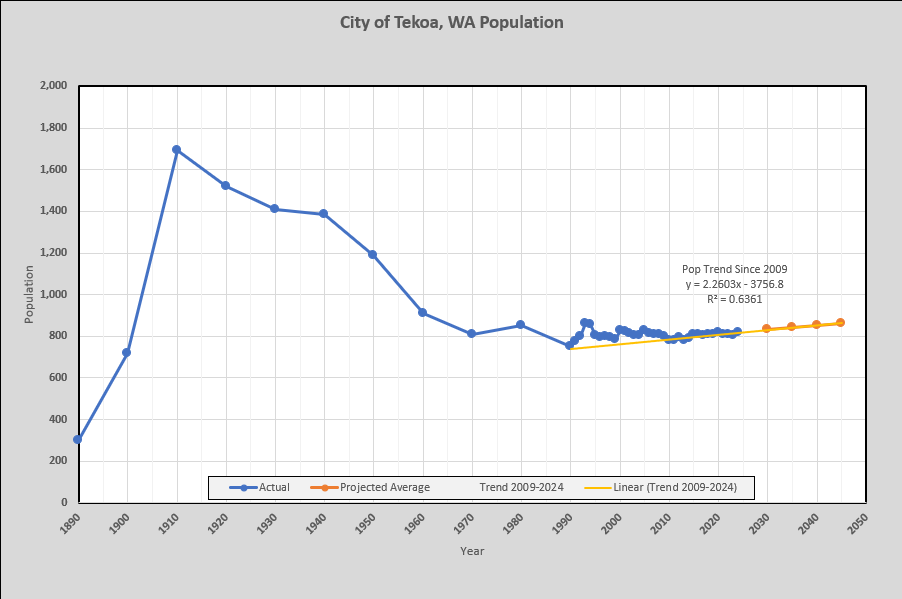 City of Tekoa, WA Population
2,000
1,800
1,600
1,400
1,200
1,000
800
600
400
200
0
Population
Pop Trend Since 2009
y = 2.2603x - 3756.8
R² = 0.6361
Actual Projected Average Trend 2009-2024 Linear (Trend 2009-2024)
1890 1900 1910 1920 1930 1940 1950 1960 1970 1980 1990 2000 2010 2020 2030 2040 2050
Year